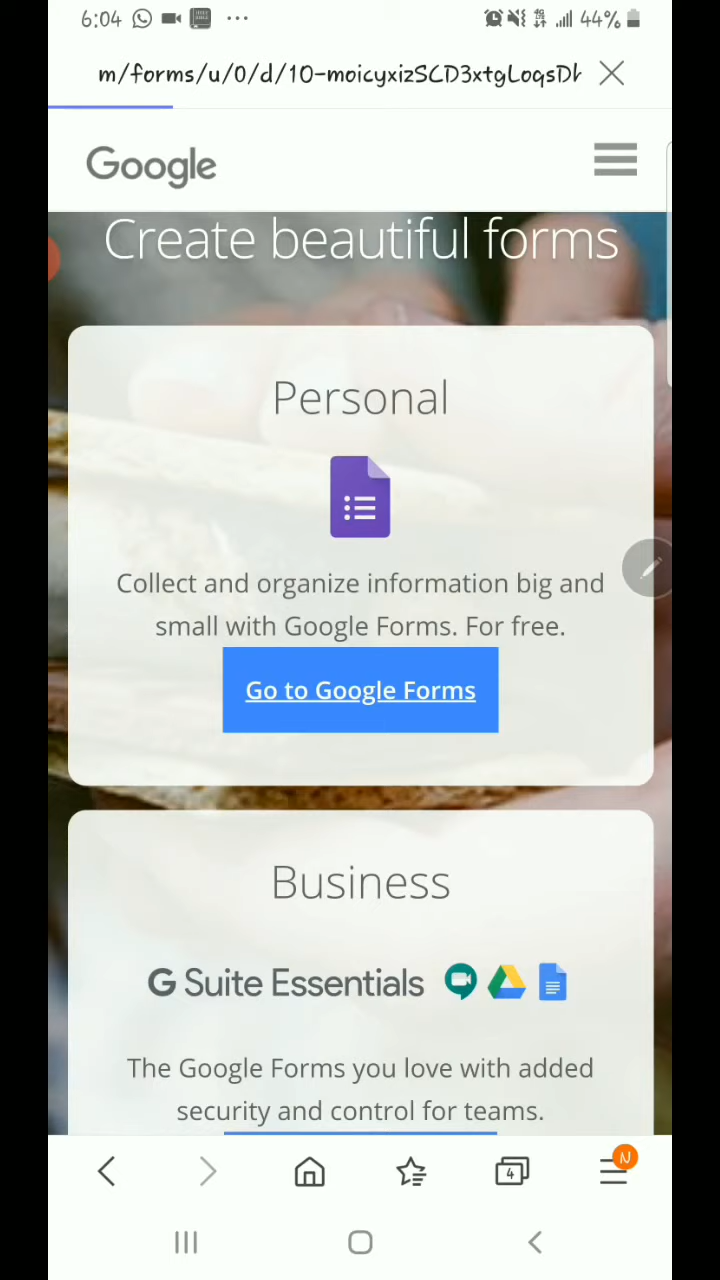 6:04 44%
m/forms/u/0/d/10-moicyxizSCD3xtgLoqsDb
Google
Create beautiful forms
Personal
Collect and organize information big and
small with Google Forms. For free.
Go to Google Forms
Business
G Suite Essentials
The Google Forms you love with added
security and control for teams.
4
N